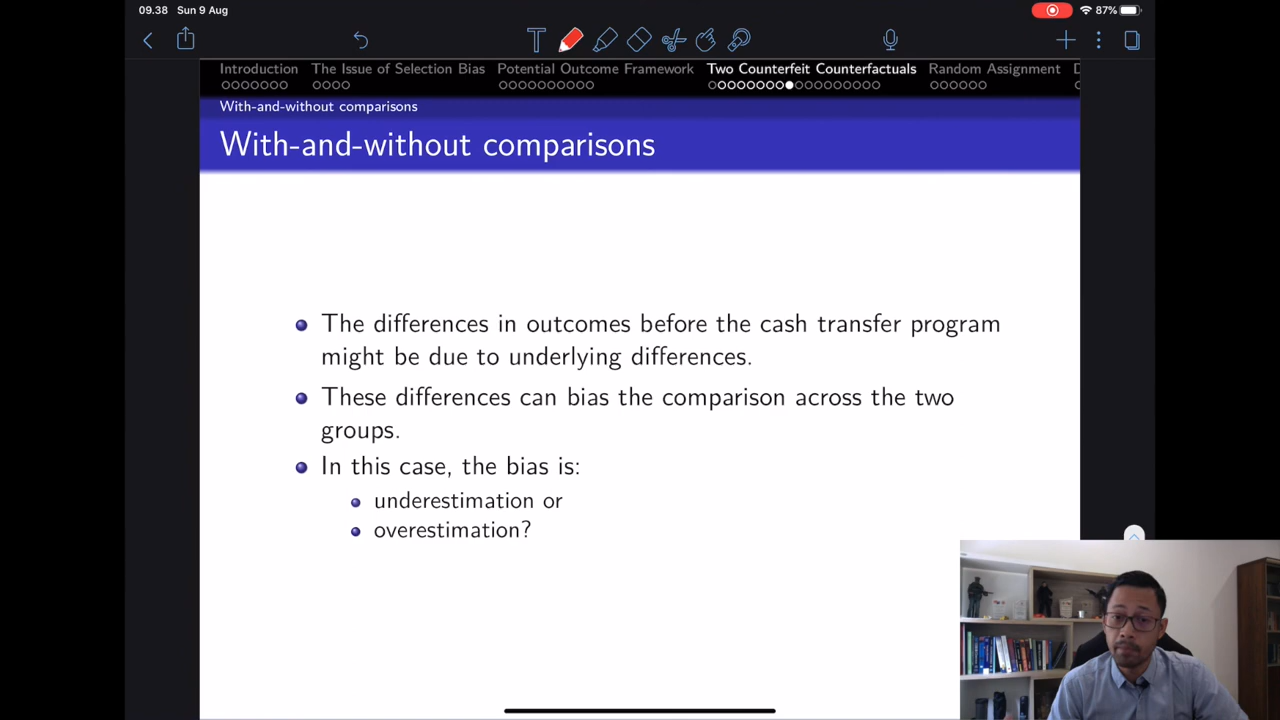 09.38 Sun 9 Aug
87%
Introduction The Issue of Selection Bias Potential Outcome Framework Two Counterfeit Counterfactuals Random Assignment D
With-and-without comparisons
With-and-without comparisons
The differences in outcomes before the cash transfer program
might be due to underlying differences.
These differences can bias the comparison across the two
groups.
In this case, the bias is:
underestimation or
overestimation?